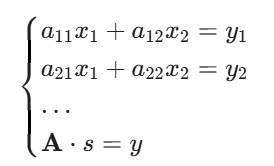 a₁₁x₁ + a₁₂x₂ = y₁
a₂₁x₁ + a₂₂x₂ = y₂
...
A · s = y